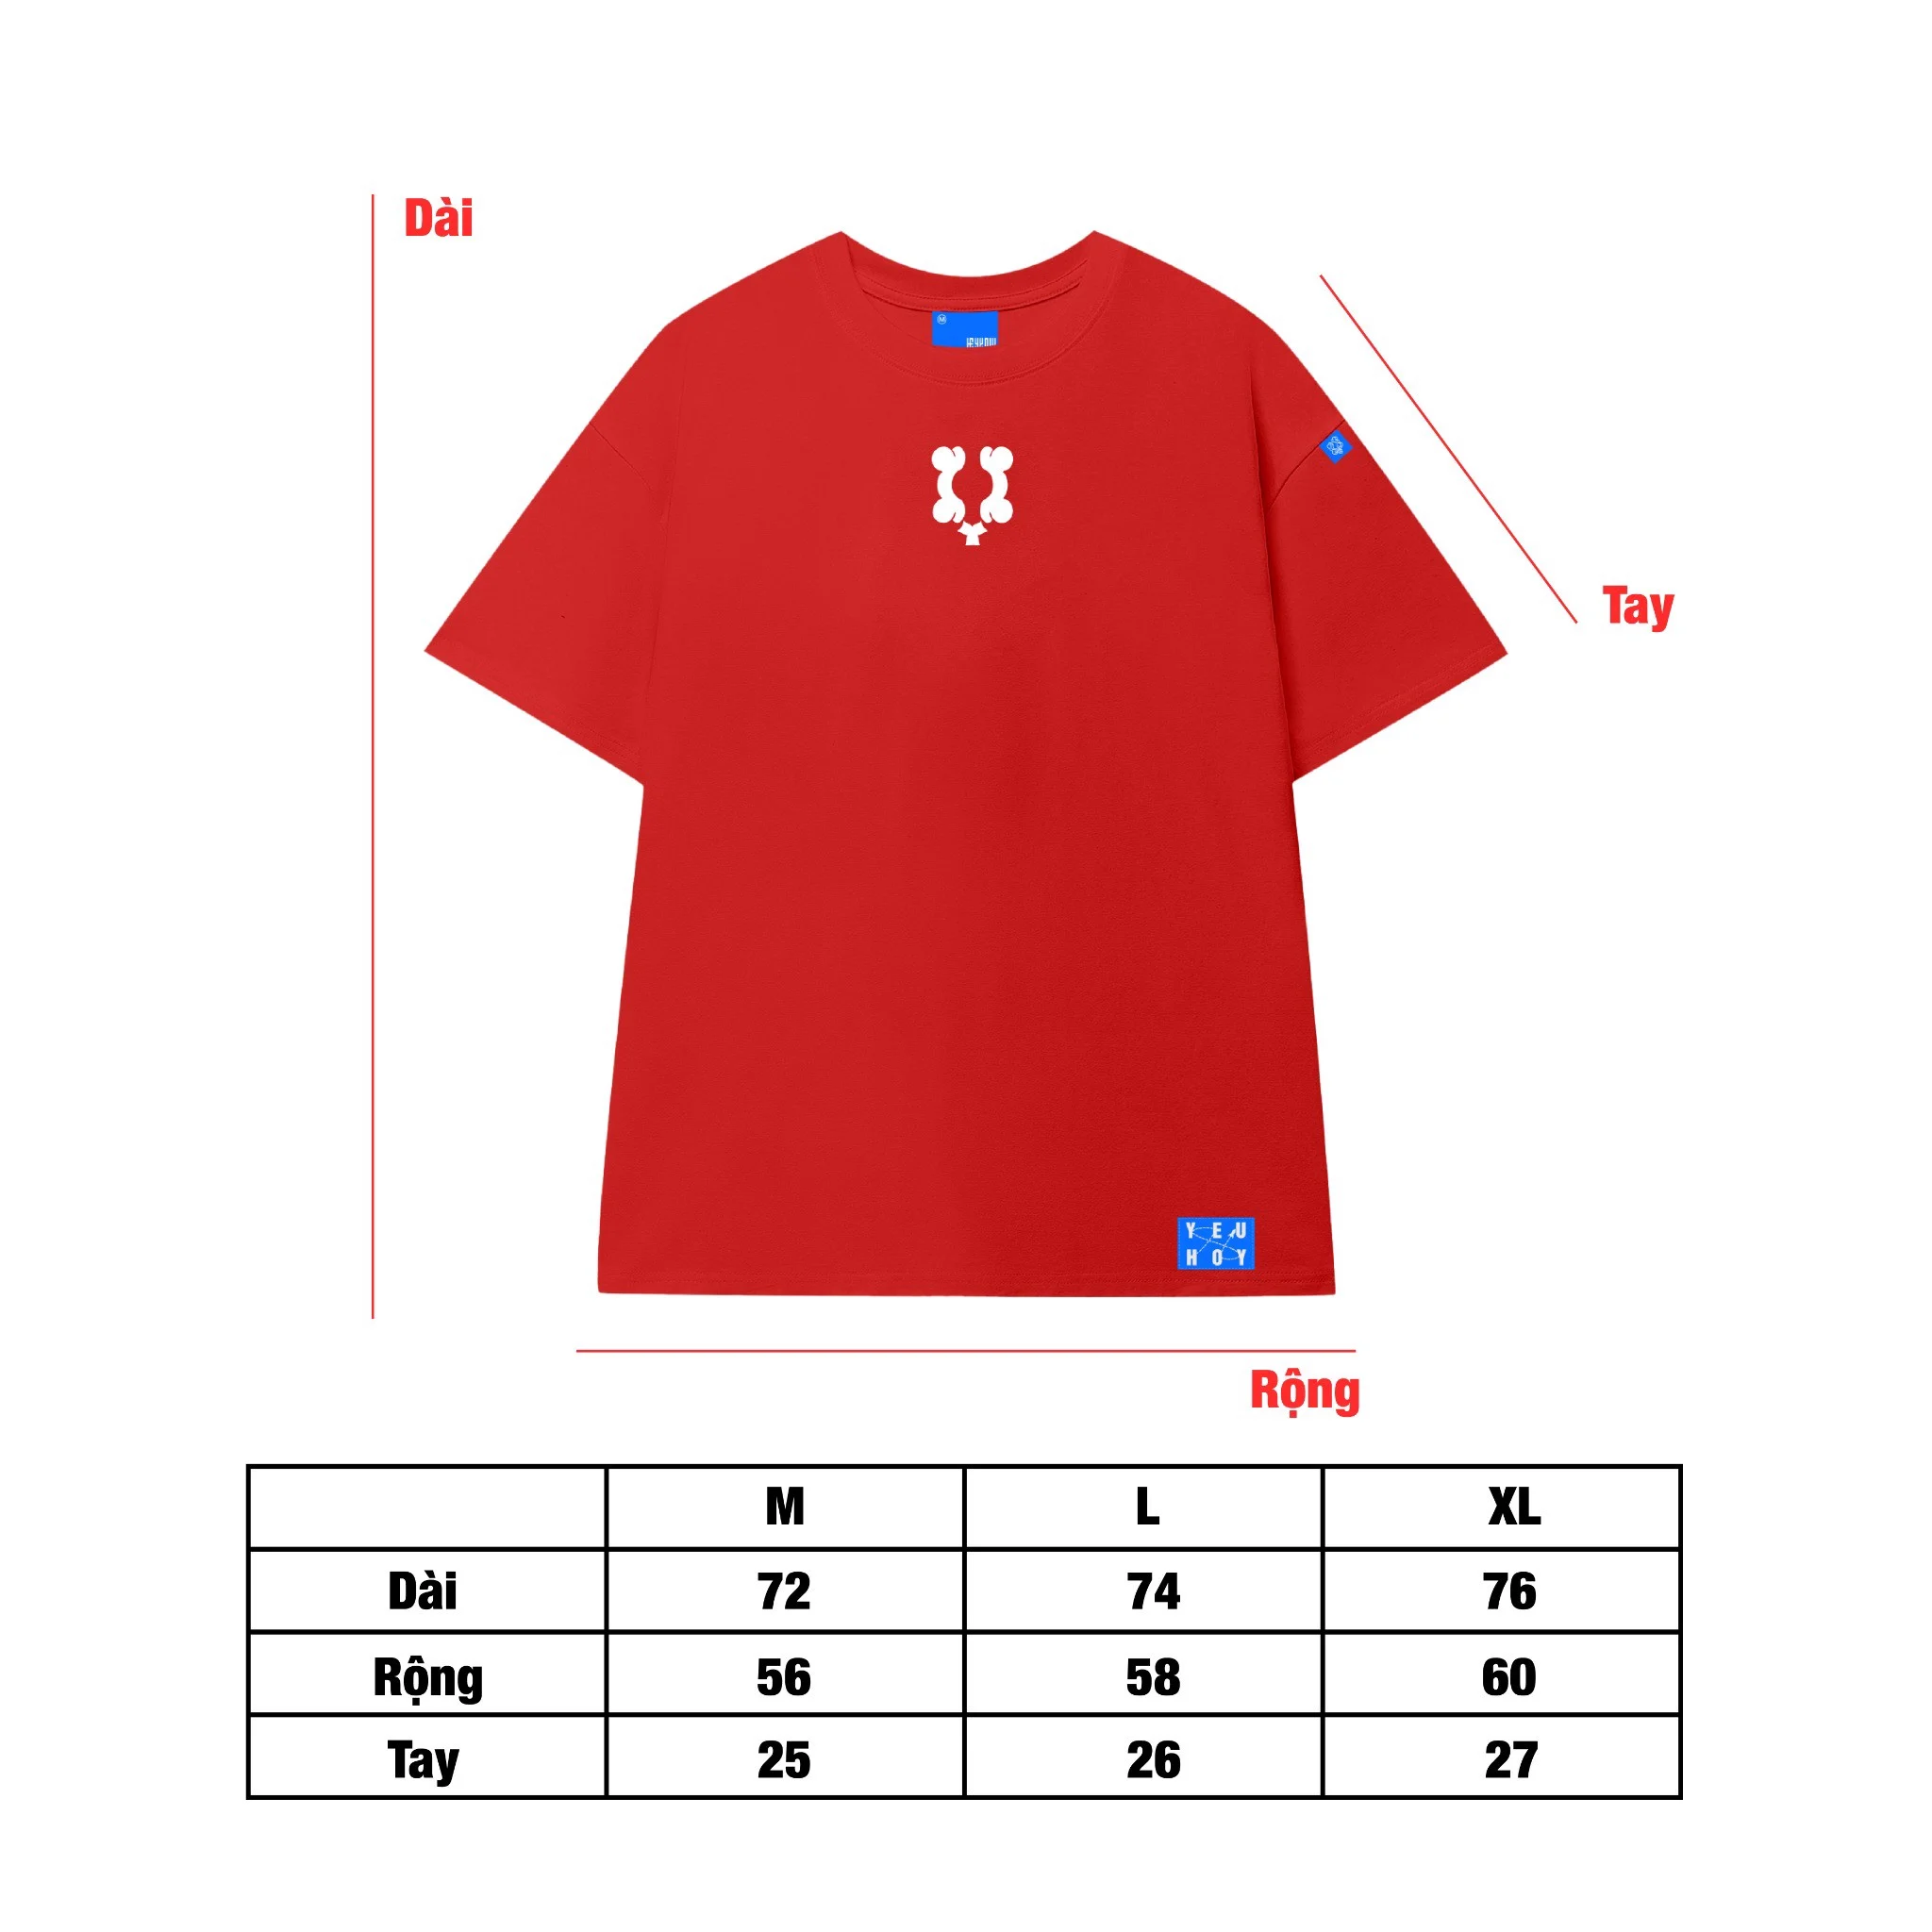 Dài
M
Tay
YEU
HOY
Rộng
M L XL
Dài 72 74 76
Rộng 56 58 60
Tay 25 26 27